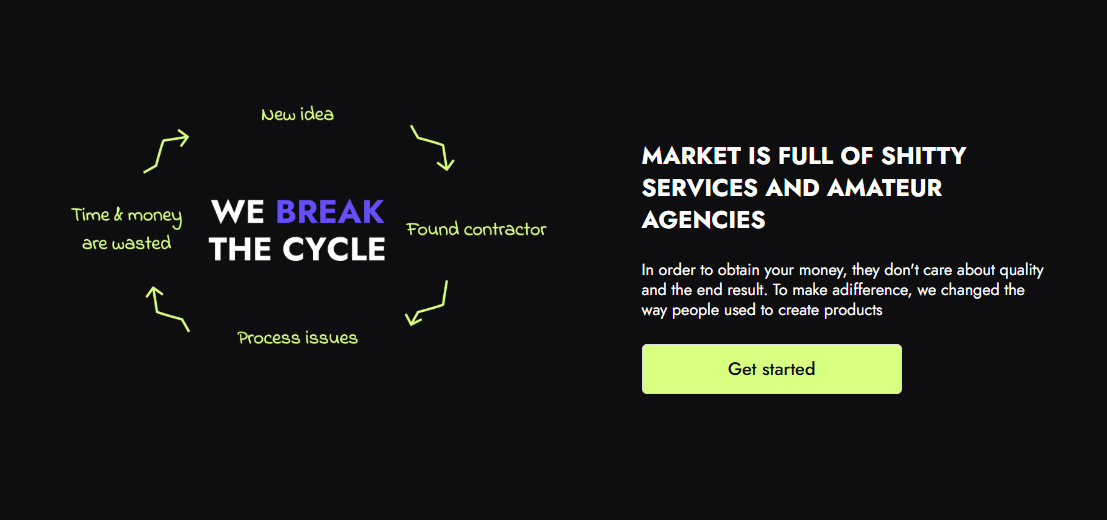 New idea
Time & money
are wasted
WE BREAK
THE CYCLE
Found contractor
Process issues
MARKET IS FULL OF SHITTY
SERVICES AND AMATEUR
AGENCIES
In order to obtain your money, they don't care about quality
and the end result. To make adifference, we changed the
way people used to create products
Get started